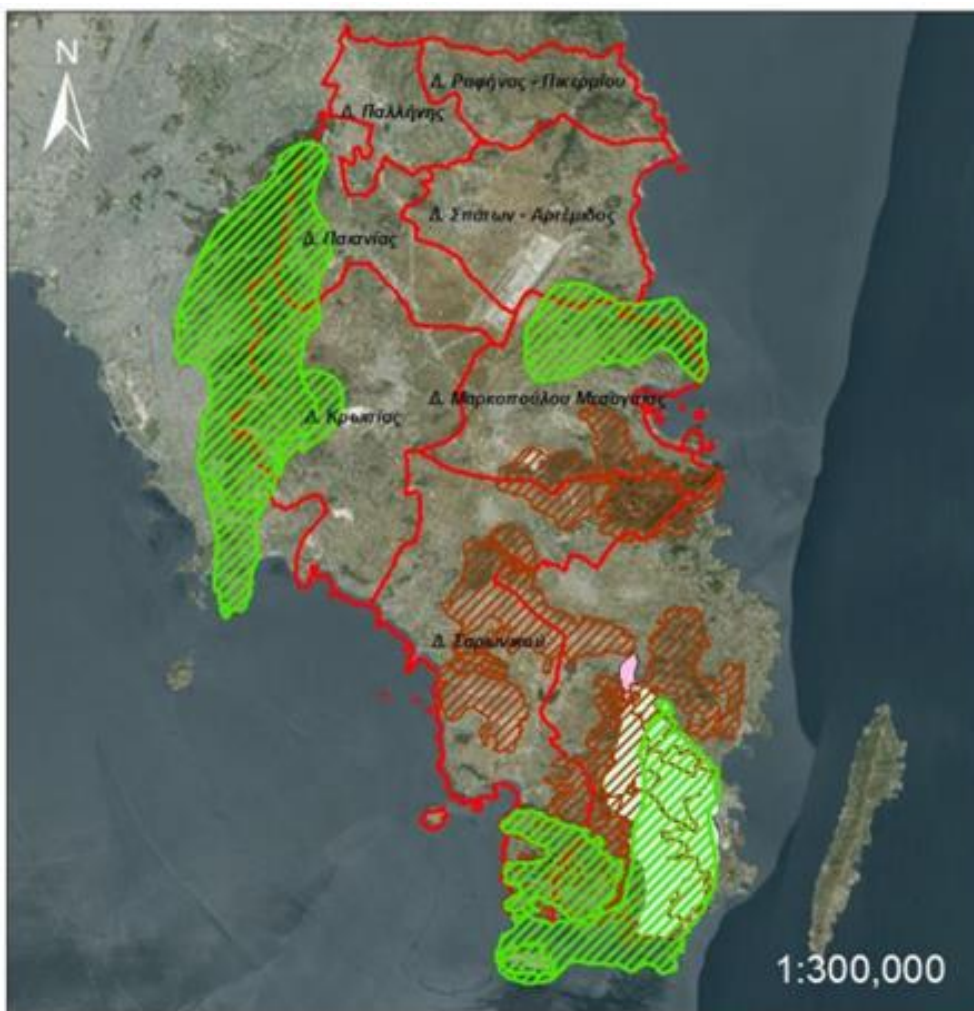 N
Δ. Ραφήνας - Πικερμίου
Δ. Παλλήνης
Δ. Σπάτων - Αρτέμιδος
Δ. Παιανίας
Δ. Μαρκοπούλου Μεσογαίας
Δ. Κρωπίας
Δ. Σαρωνικού
1:300,000